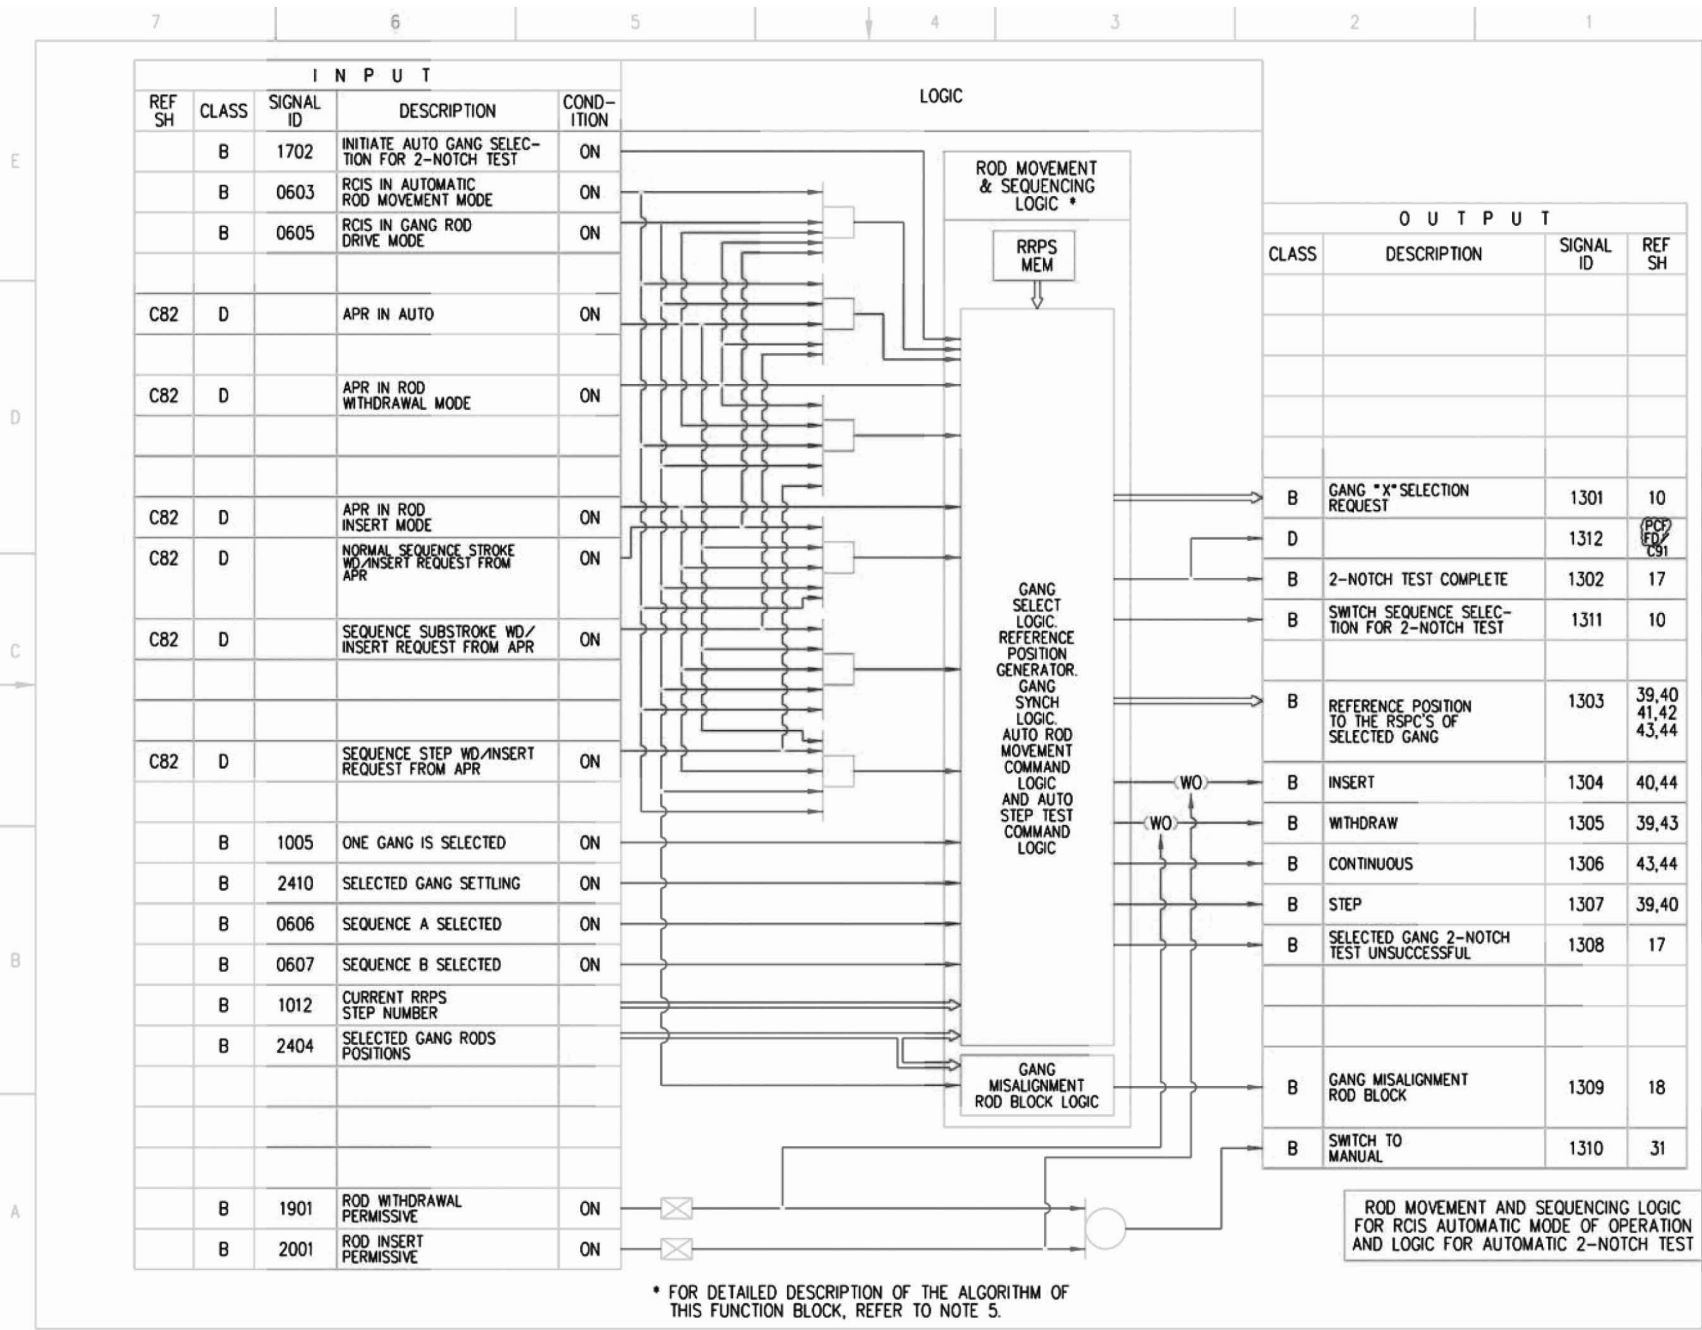 7 6 5 4 3 2 1
E
D
C
B
A
I N P U T
REF SH
CLASS
SIGNAL ID
DESCRIPTION
COND-
ITION
B 1702 INITIATE AUTO GANG SELEC-
TION FOR 2-NOTCH TEST ON
B 0603 RCIS IN AUTOMATIC
ROD MOVEMENT MODE ON
B 0605 RCIS IN GANG ROD
DRIVE MODE ON
C82 D APR IN AUTO ON
C82 D APR IN ROD
WITHDRAWAL MODE ON
C82 D APR IN ROD
INSERT MODE ON
C82 D NORMAL SEQUENCE STROKE
WD/INSERT REQUEST FROM
APR ON
C82 D SEQUENCE SUBSTROKE WD/
INSERT REQUEST FROM APR ON
C82 D SEQUENCE STEP WD/INSERT
REQUEST FROM APR ON
B 1005 ONE GANG IS SELECTED ON
B 2410 SELECTED GANG SETTLING ON
B 0606 SEQUENCE A SELECTED ON
B 0607 SEQUENCE B SELECTED ON
B 1012 CURRENT RRPS
STEP NUMBER
B 2404 SELECTED GANG RODS
POSITIONS
B 1901 ROD WITHDRAWAL
PERMISSIVE ON
B 2001 ROD INSERT
PERMISSIVE ON
LOGIC
ROD MOVEMENT
& SEQUENCING
LOGIC *
RRPS
MEM
GANG
SELECT
LOGIC.
REFERENCE
POSITION
GENERATOR.
GANG
SYNCH
LOGIC.
AUTO ROD
MOVEMENT
COMMAND
LOGIC
AND AUTO
STEP TEST
COMMAND
LOGIC
(WO)
(WO)
GANG
MISALIGNMENT
ROD BLOCK LOGIC
O U T P U T
CLASS
DESCRIPTION
SIGNAL ID
REF SH
B GANG "X" SELECTION
REQUEST 1301 10
D 1312 (PCF/
FD/
C91
B 2-NOTCH TEST COMPLETE 1302 17
B SWITCH SEQUENCE SELEC-
TION FOR 2-NOTCH TEST 1311 10
B REFERENCE POSITION
TO THE RSPC'S OF
SELECTED GANG 1303 39,40
41,42
43,44
B INSERT 1304 40,44
B WITHDRAW 1305 39,43
B CONTINUOUS 1306 43,44
B STEP 1307 39,40
B SELECTED GANG 2-NOTCH
TEST UNSUCCESSFUL 1308 17
B GANG MISALIGNMENT
ROD BLOCK 1309 18
B SWITCH TO
MANUAL 1310 31
ROD MOVEMENT AND SEQUENCING LOGIC
FOR RCIS AUTOMATIC MODE OF OPERATION
AND LOGIC FOR AUTOMATIC 2-NOTCH TEST
* FOR DETAILED DESCRIPTION OF THE ALGORITHM OF
THIS FUNCTION BLOCK, REFER TO NOTE 5.